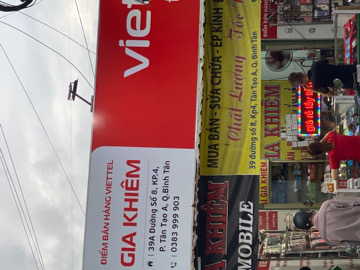 viet
ĐIỂM BÁN HÀNG VIETTEL
GIA KHIÊM
39A Đường Số 8, KP.4,
P. Tân Tạo A, Q.Bình Tân
0383 999 903
MUA BÁN - SỬA CHỮA - ÉP KÍNH
Chất Lượng
39 đường Số 8, Kp4, Tân Tạo A, Q.Bình Tân
A KHIÊM
MOBILE
GIA KHIÊM